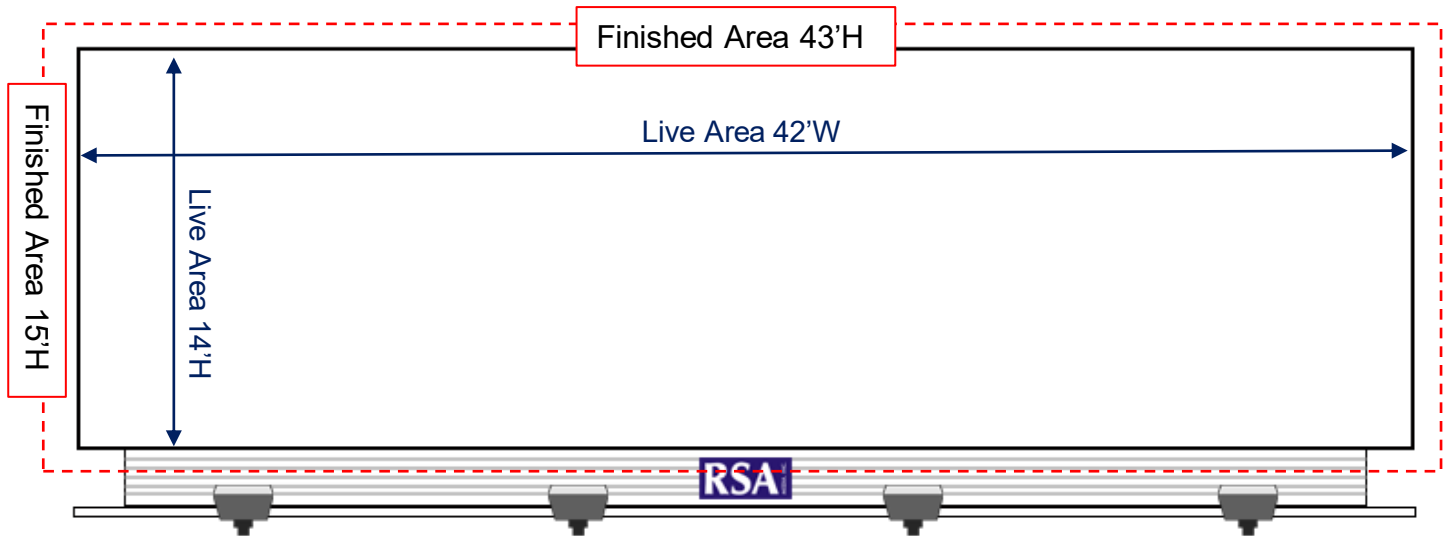 Finished Area 43’H
Live Area 42’W
Finished Area 15’H
Live Area 14’H
RSA